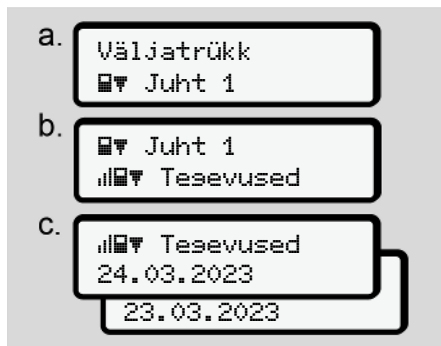 a.
Väljatrükk
Juht 1
b.
Juht 1
Tegevused
c.
Tegevused
24.03.2023
23.03.2023